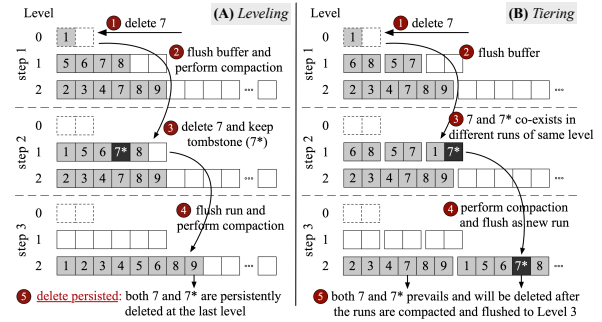 Level
(A) Leveling
(B) Tiering
step 1
0 1
1 delete 7
2 flush buffer and
perform compaction
1 5 6 7 8
2 2 3 4 7 8 9 ...
step 2
0
3 delete 7 and keep
tombstone (7*)
1 1 5 6 7* 8
2 2 3 4 7 8 9 ...
step 3
0
4 flush run and
perform compaction
1
2 1 2 3 4 5 6 8 9 ...
5 delete persisted: both 7 and 7* are persistently
deleted at the last level
Level
step 1
0 1
1 delete 7
2 flush buffer
1 6 8 5 7
2 2 3 4 7 8 9 ...
step 2
0
3 7 and 7* co-exists in
different runs of same level
1 6 8 5 7 1 7*
2 2 3 4 7 8 9 ...
step 3
0
4 perform compaction
and flush as new run
1
2 2 3 4 7 8 9 1 5 6 7* 8 ...
5 both 7 and 7* prevails and will be deleted after
the runs are compacted and flushed to Level 3